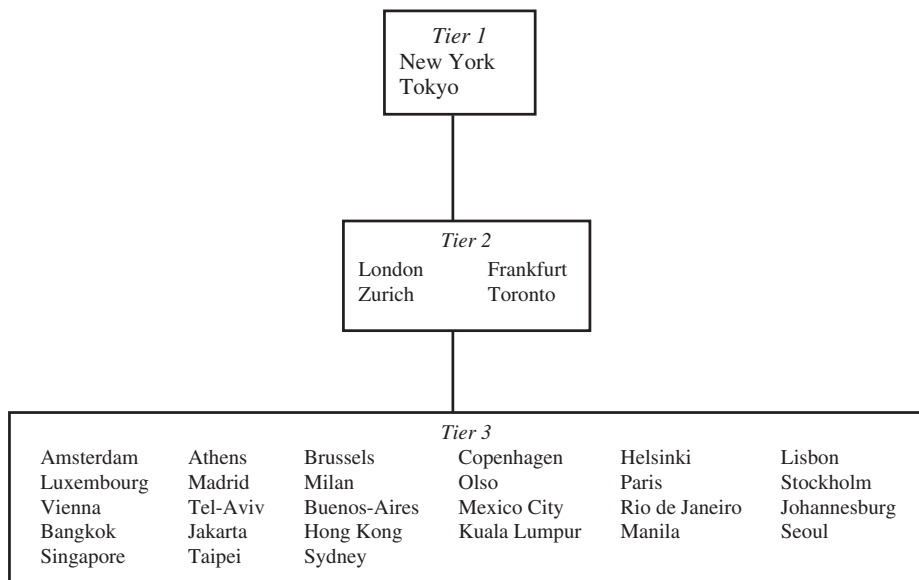 Tier 1
New York
Tokyo
Tier 2
London Frankfurt
Zurich Toronto
Tier 3
Amsterdam Athens Brussels Copenhagen Helsinki Lisbon
Luxembourg Madrid Milan Olso Paris Stockholm
Vienna Tel-Aviv Buenos-Aires Mexico City Rio de Janeiro Johannesburg
Bangkok Jakarta Hong Kong Kuala Lumpur Manila Seoul
Singapore Taipei Sydney